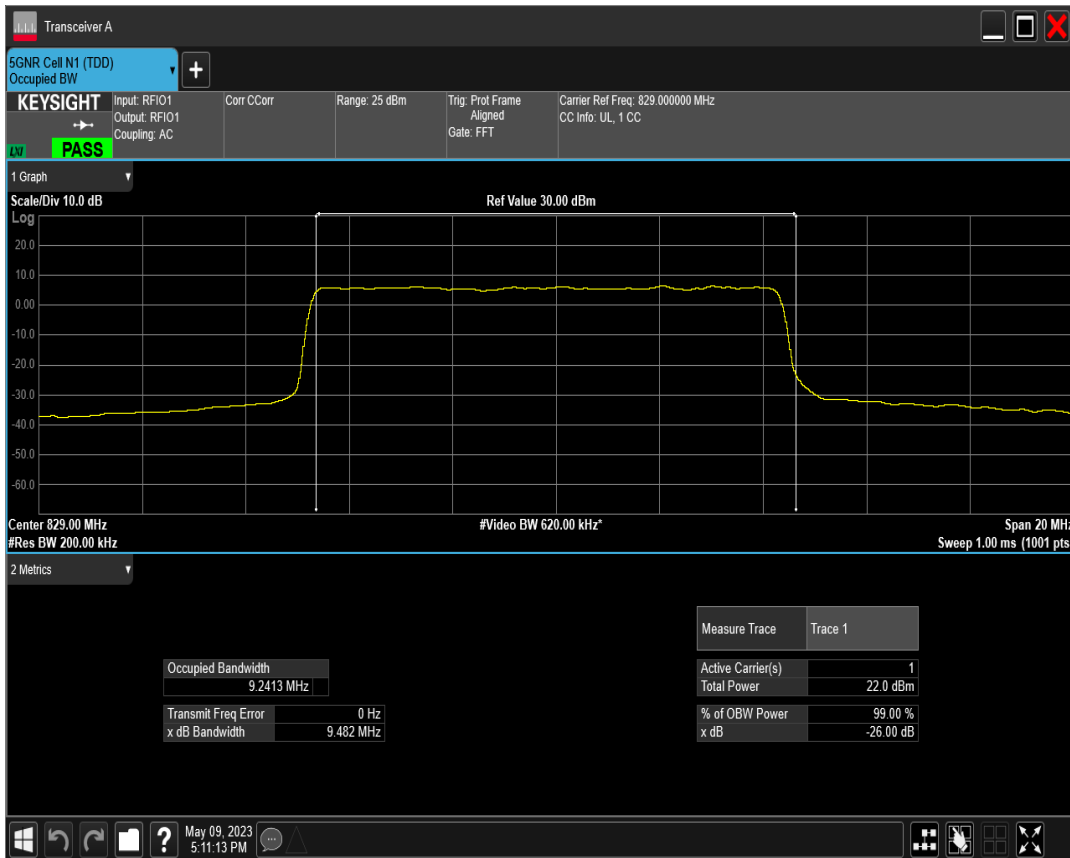 Transceiver A
5GNR Cell N1 (TDD)
Occupied BW
+
KEYSIGHT
LXI
PASS
Input: RFIO1
Output: RFIO1
Coupling: AC
Corr CCorr
Range: 25 dBm
Trig: Prot Frame
Aligned
Gate: FFT
Carrier Ref Freq: 829.000000 MHz
CC Info: UL, 1 CC
1 Graph
Scale/Div 10.0 dB
Ref Value 30.00 dBm
Log
20.0
10.0
0.00
-10.0
-20.0
-30.0
-40.0
-50.0
-60.0
Center 829.00 MHz
#Video BW 620.00 kHz*
Span 20 MHz
#Res BW 200.00 kHz
Sweep 1.00 ms (1001 pts
2 Metrics
Measure Trace Trace 1
Occupied Bandwidth
9.2413 MHz
Active Carrier(s) 1
Total Power 22.0 dBm
Transmit Freq Error 0 Hz
x dB Bandwidth 9.482 MHz
% of OBW Power 99.00 %
x dB -26.00 dB
?
May 09, 2023
5:11:13 PM